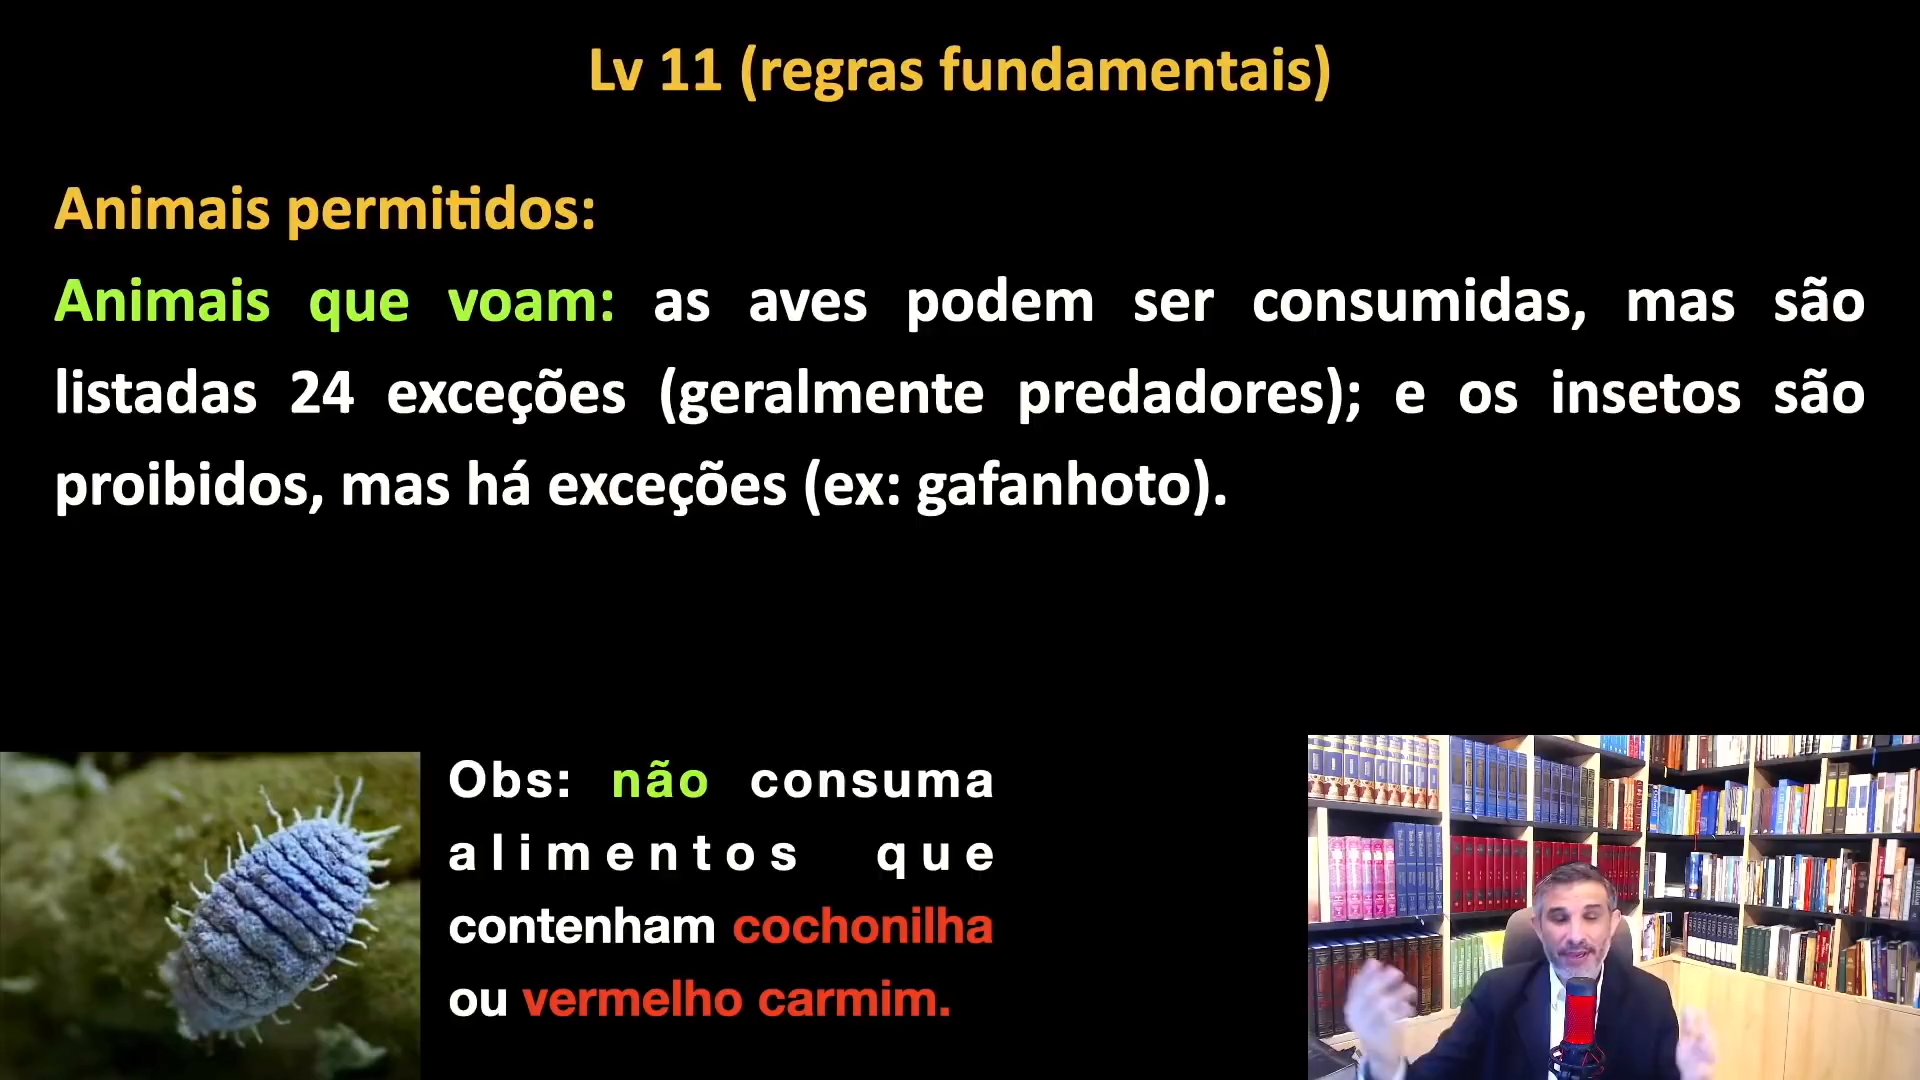 Lv 11 (regras fundamentais)
Animais permitidos:
Animais que voam: as aves podem ser consumidas, mas são
listadas 24 exceções (geralmente predadores); e os insetos são
proibidos, mas há exceções (ex: gafanhoto).
Obs: não consuma
alimentos que
contenham cochonilha
ou vermelho carmim.